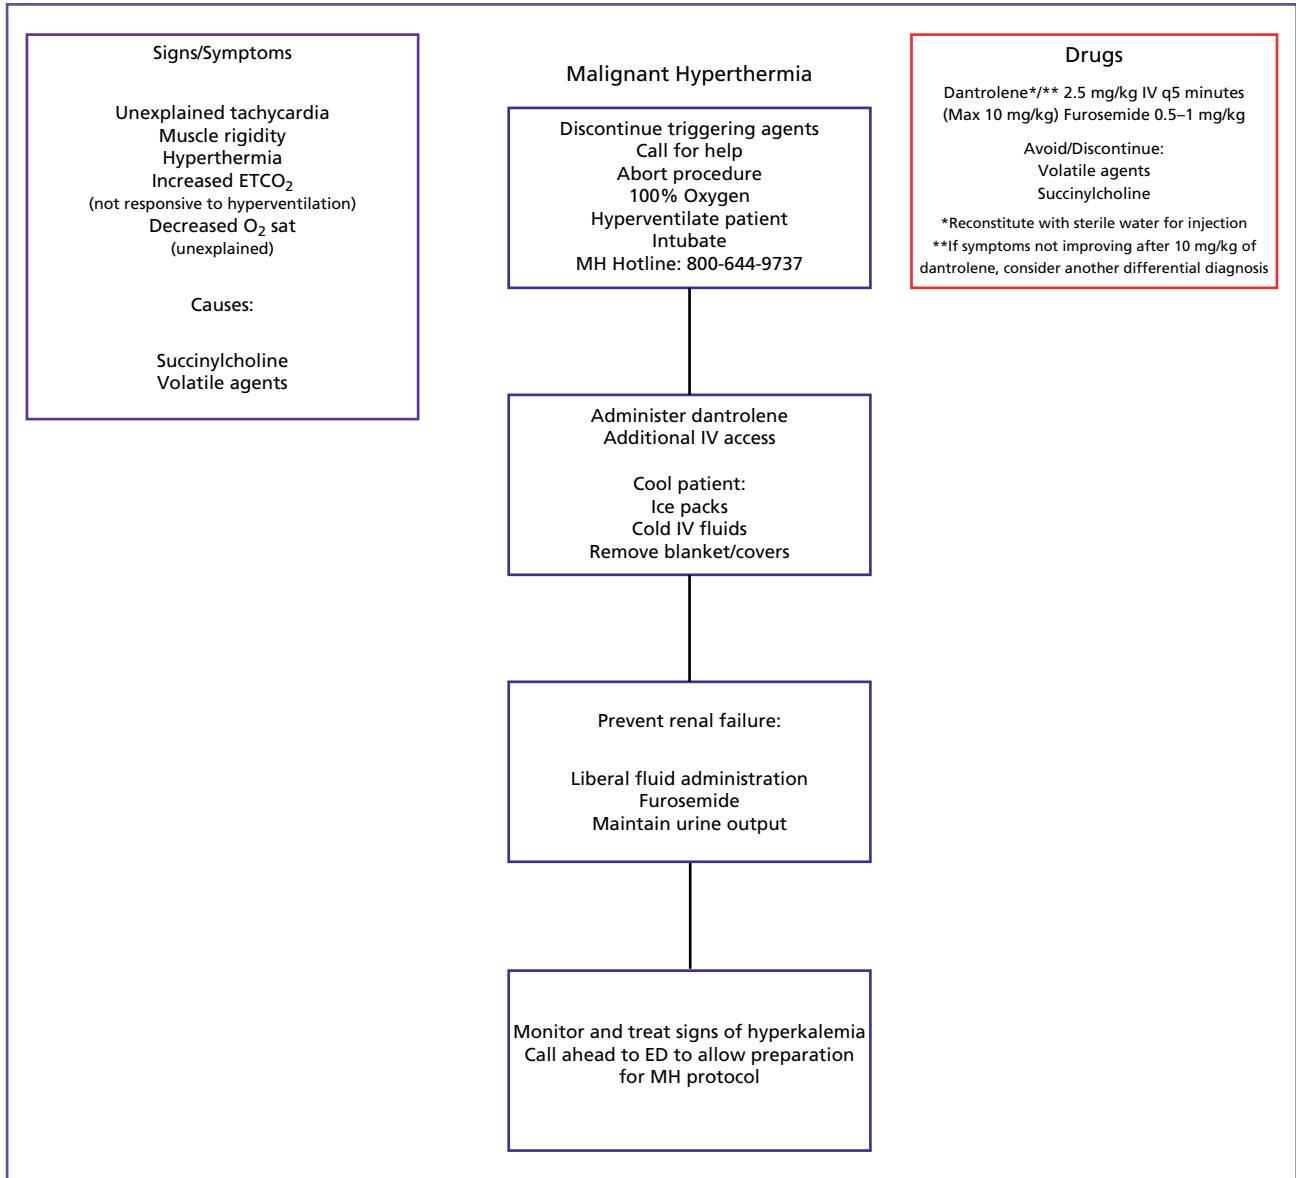 Signs/Symptoms
Unexplained tachycardia
Muscle rigidity
Hyperthermia
Increased ETCO₂
(not responsive to hyperventilation)
Decreased O₂ sat
(unexplained)
Causes:
Succinylcholine
Volatile agents
Malignant Hyperthermia
Discontinue triggering agents
Call for help
Abort procedure
100% Oxygen
Hyperventilate patient
Intubate
MH Hotline: 800-644-9737
Administer dantrolene
Additional IV access
Cool patient:
Ice packs
Cold IV fluids
Remove blanket/covers
Prevent renal failure:
Liberal fluid administration
Furosemide
Maintain urine output
Monitor and treat signs of hyperkalemia
Call ahead to ED to allow preparation
for MH protocol
Drugs
Dantrolene*/** 2.5 mg/kg IV q5 minutes
(Max 10 mg/kg) Furosemide 0.5–1 mg/kg
Avoid/Discontinue:
Volatile agents
Succinylcholine
*Reconstitute with sterile water for injection
**If symptoms not improving after 10 mg/kg of
dantrolene, consider another differential diagnosis